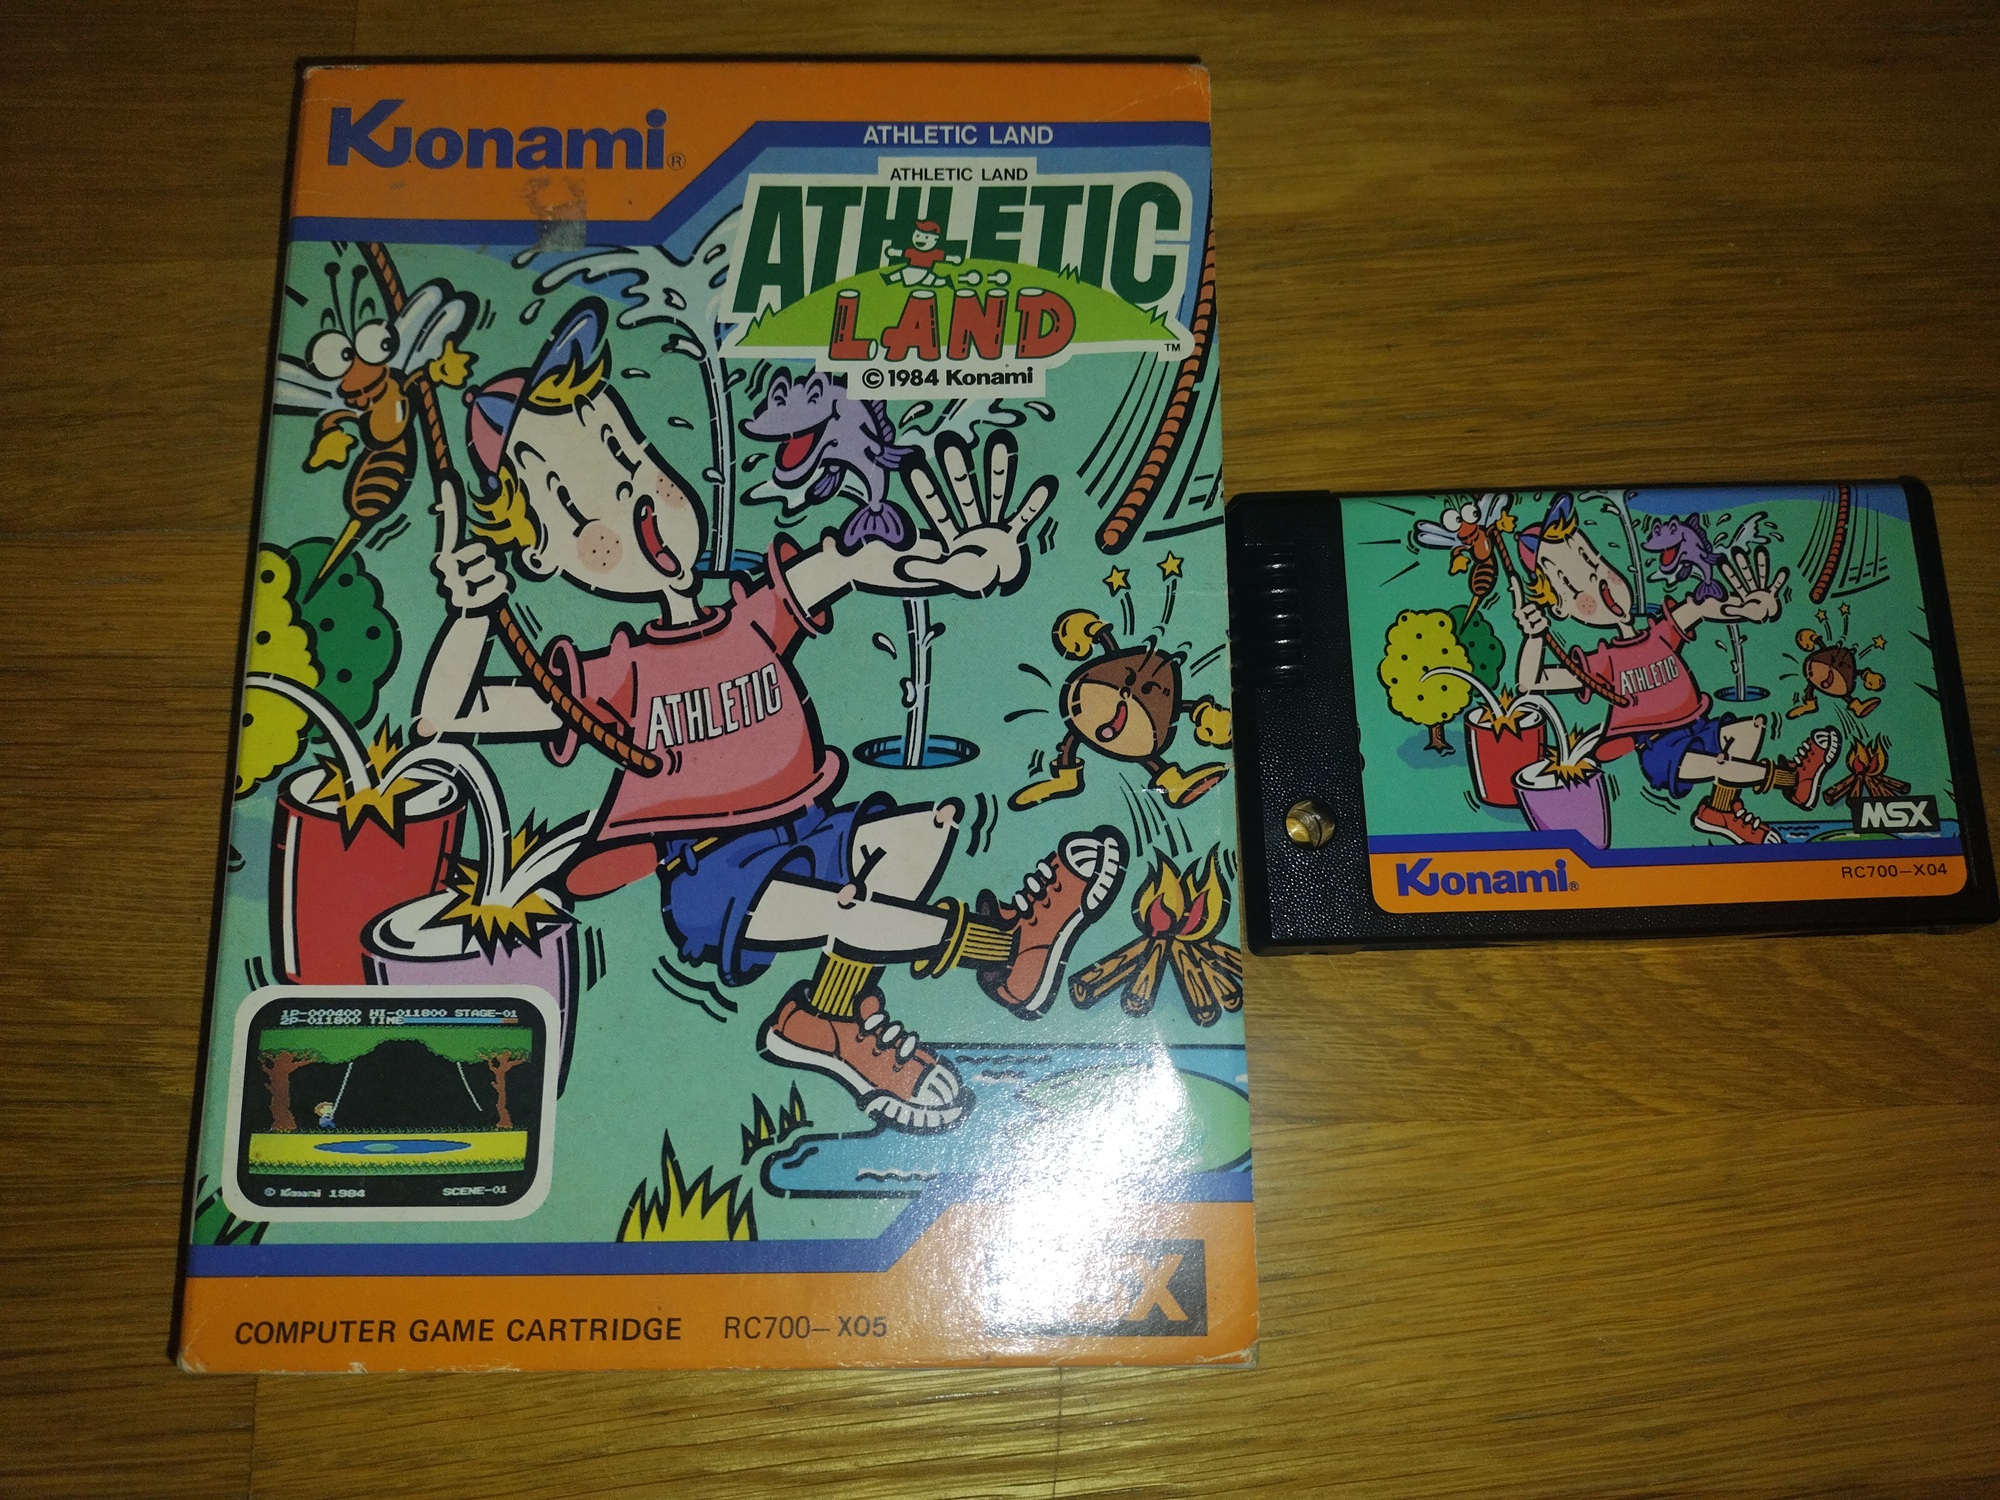 Konami®
ATHLETIC LAND
ATHLETIC LAND
ATHLETIC
LAND
TM
©1984 Konami
ATHLETIC
1P-000400 HI-011800 STAGE-01
2P-011800 TIME
© Konami 1984
SCENE-01
COMPUTER GAME CARTRIDGE RC700-X05
ATHLETIC
MSX
Konami®
RC700-X04